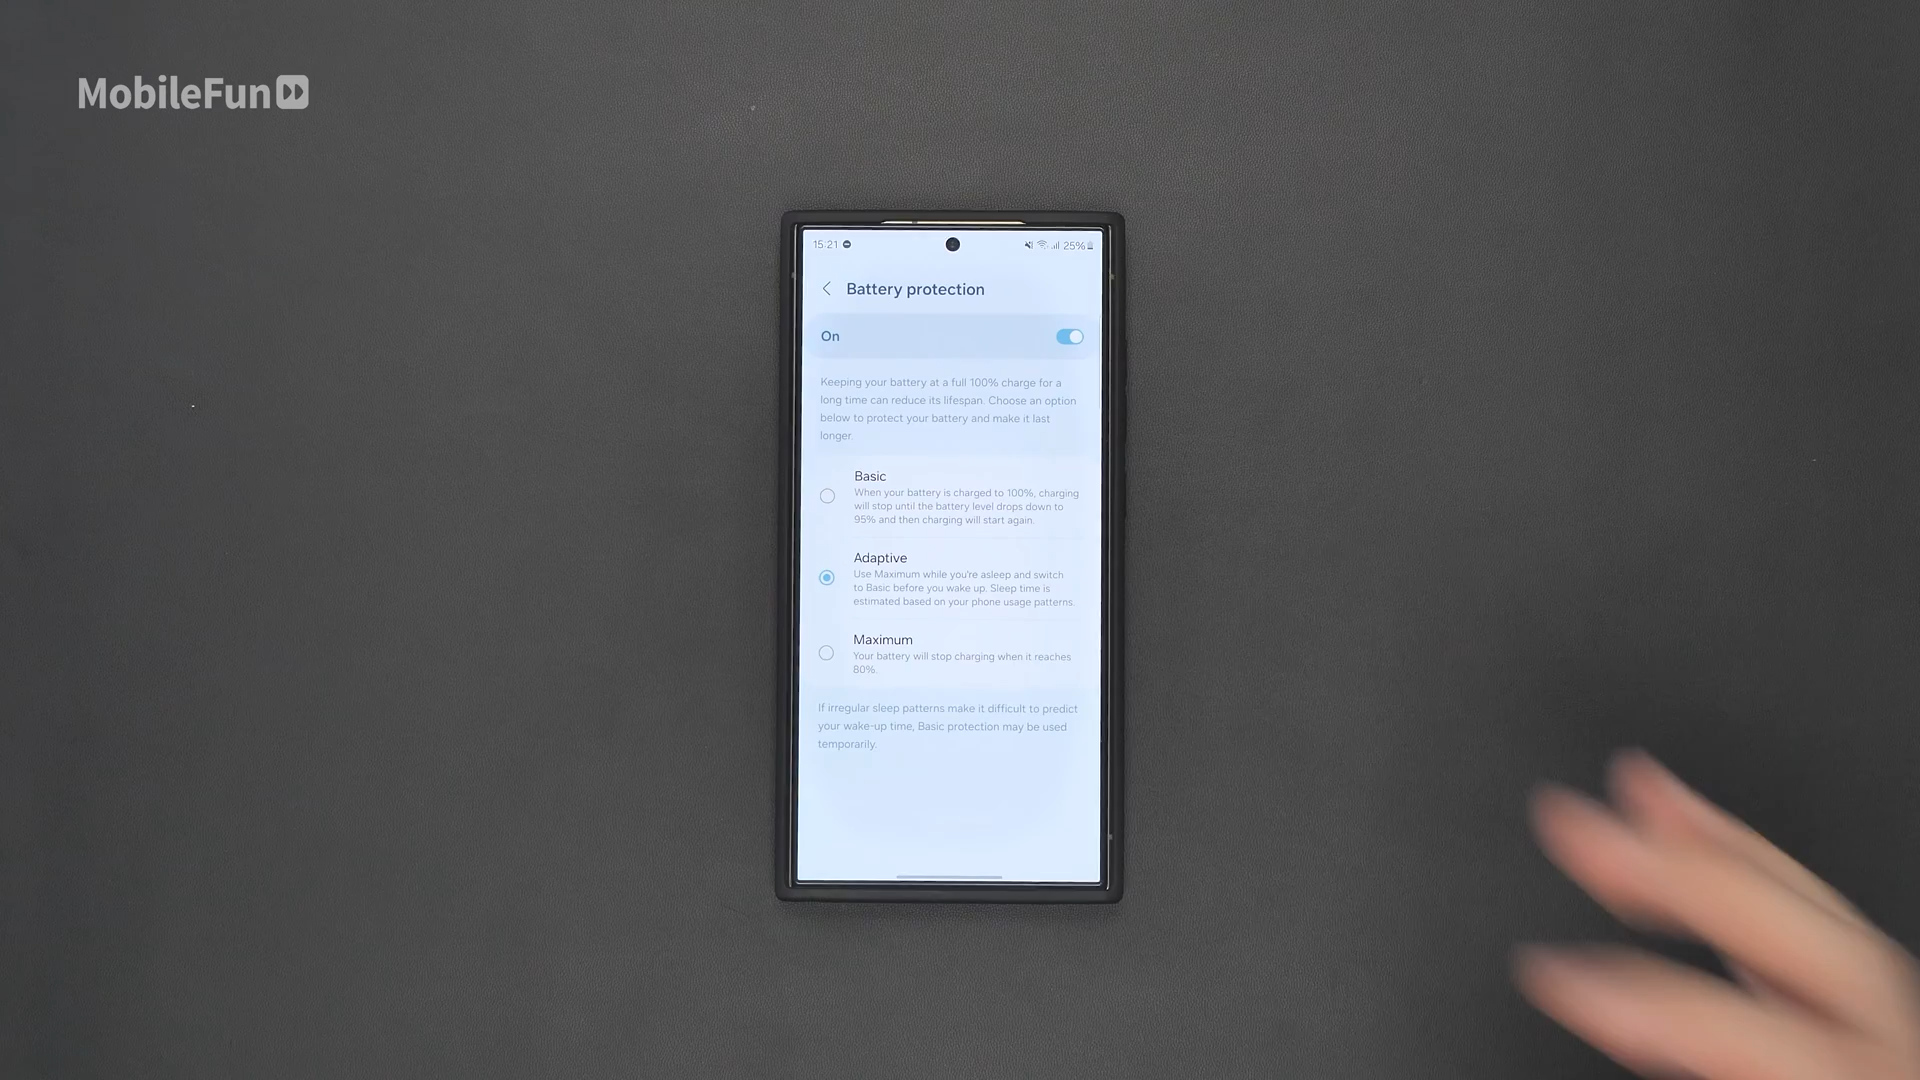 MobileFun
15:21
25%
Battery protection
On
Keeping your battery at a full 100% charge for a
long time can reduce its lifespan. Choose an option
below to protect your battery and make it last
longer.
Basic
When your battery is charged to 100%, charging
will stop until the battery level drops down to
95% and then charging will start again.
Adaptive
Use Maximum while you're asleep and switch
to Basic before you wake up. Sleep time is
estimated based on your phone usage patterns.
Maximum
Your battery will stop charging when it reaches
80%.
If irregular sleep patterns make it difficult to predict
your wake-up time, Basic protection may be used
temporarily.